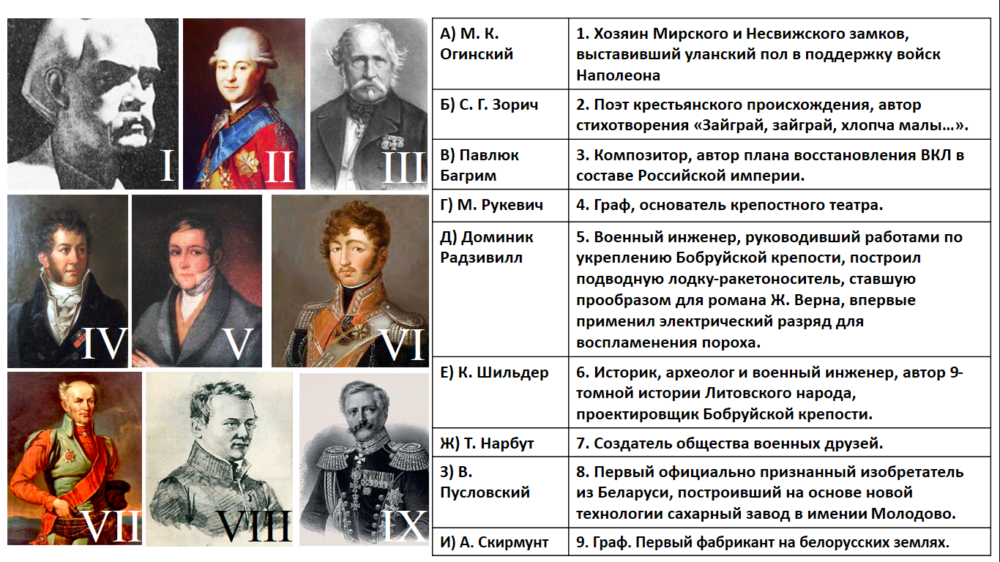 I
II
III
IV
V
VI
VII
VIII
IX
А) М. К.
Огинский
1. Хозяин Мирского и Несвижского замков,
выставивший уланский пол в поддержку войск
Наполеона
Б) С. Г. Зорич
2. Поэт крестьянского происхождения, автор
стихотворения «Зайграй, зайграй, хлопча малы…».
В) Павлюк
Багрим
3. Композитор, автор плана восстановления ВКЛ в
составе Российской империи.
Г) М. Рукевич
4. Граф, основатель крепостного театра.
Д) Доминик
Радзивилл
5. Военный инженер, руководивший работами по
укреплению Бобруйской крепости, построил
подводную лодку-ракетоноситель, ставшую
прообразом для романа Ж. Верна, впервые
применил электрический разряд для
воспламенения пороха.
Е) К. Шильдер
6. Историк, археолог и военный инженер, автор 9-
томной истории Литовского народа,
проектировщик Бобруйской крепости.
Ж) Т. Нарбут
7. Создатель общества военных друзей.
З) В.
Пусловский
8. Первый официально признанный изобретатель
из Беларуси, построивший на основе новой
технологии сахарный завод в имении Молодово.
И) А. Скирмунт
9. Граф. Первый фабрикант на белорусских землях.